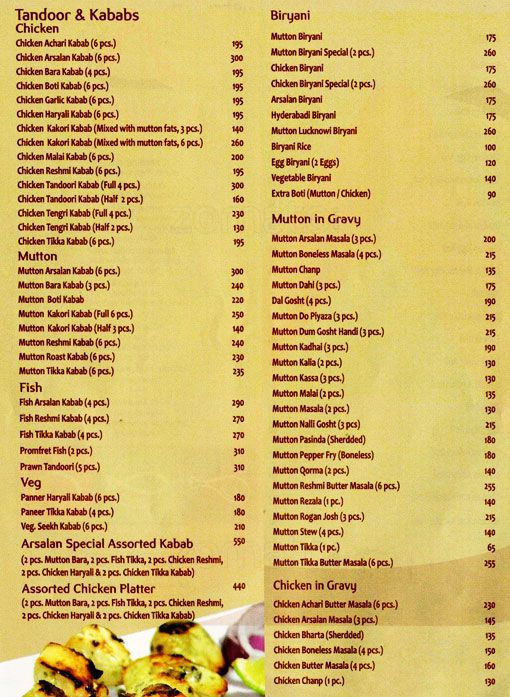 Tandoor & Kababs
Chicken
Chicken Achari Kabab (6 pcs.) 195
Chicken Arsalan Kabab (6 pcs.) 300
Chicken Bara Kabab (4 pcs.) 195
Chicken Boti Kabab (6 pcs.) 195
Chicken Garlic Kabab (6 pcs.) 195
Chicken Haryali Kabab (6 pcs.) 195
Chicken Kakori Kabab (Mixed with mutton fats, 3 pcs.) 140
Chicken Kakori Kabab (Mixed with mutton fats, 6 pcs.) 260
Chicken Malai Kabab (6 pcs.) 200
Chicken Reshmi Kabab (6 pcs.) 195
Chicken Tandoori Kabab (Full 4 pcs.) 300
Chicken Tandoori Kabab (Half 2 pcs.) 160
Chicken Tengri Kabab (Full 4 pcs.) 230
Chicken Tengri Kabab (Half 2 pcs.) 130
Chicken Tikka Kabab (6 pcs.) 195
Mutton
Mutton Arsalan Kabab (6 pcs.) 300
Mutton Bara Kabab (3 pcs.) 240
Mutton Boti Kabab 220
Mutton Kakori Kabab (Full 6 pcs.) 250
Mutton Kakori Kabab (Half 3 pcs.) 140
Mutton Reshmi Kabab (6 pcs.) 240
Mutton Roast Kabab (6 pcs.) 230
Mutton Tikka Kabab (6 pcs.) 235
Fish
Fish Arsalan Kabab (4 pcs.) 290
Fish Reshmi Kabab (4 pcs.) 270
Fish Tikka Kabab (4 pcs.) 270
Promfret Fish (2 pcs.) 310
Prawn Tandoori (5 pcs.) 310
Veg
Panner Haryali Kabab (6 pcs.) 180
Paneer Tikka Kabab (4 pcs.) 180
Veg. Seekh Kabab (6 pcs.) 210
Arsalan Special Assorted Kabab 550
(2 pcs. Mutton Bara, 2 pcs. Fish Tikka, 2 pcs. Chicken Reshmi,
2 pcs. Chicken Haryali & 2 pcs. Chicken Tikka Kabab)
Assorted Chicken Platter 440
(2 pcs. Mutton Bara, 2 pcs. Fish Tikka, 2 pcs. Chicken Reshmi,
2 pcs. Chicken Haryali & 2 pcs. Chicken Tikka Kabab)
Biryani
Mutton Biryani 175
Mutton Biryani Special (2 pcs.) 260
Chicken Biryani 175
Chicken Biryani Special (2 pcs.) 260
Arsalan Biryani 175
Hyderabadi Biryani 175
Mutton Lucknowi Biryani 260
Biryani Rice 100
Egg Biryani (2 Eggs) 120
Vegetable Biryani 140
Extra Boti (Mutton / Chicken) 90
Mutton in Gravy
Mutton Arsalan Masala (3 pcs.) 200
Mutton Boneless Masala (4 pcs.) 215
Mutton Chanp 135
Mutton Dahl (3 pcs.) 175
Dal Gosht (4 pcs.) 190
Mutton Do Piyaza (3 pcs.) 215
Mutton Dum Gosht Handi (3 pcs.) 215
Mutton Kadhai (3 pcs.) 190
Mutton Kalia (2 pcs.) 130
Mutton Kassa (3 pcs.) 130
Mutton Malai (2 pcs.) 135
Mutton Masala (2 pcs.) 130
Mutton Nalli Gosht (3 pcs) 215
Mutton Pasinda (Sherdded) 180
Mutton Pepper Fry (Boneless) 180
Mutton Qorma (2 pcs.) 140
Mutton Reshmi Butter Masala (6 pcs.) 255
Mutton Rezala (1 pc.) 140
Mutton Rogan Josh (3 pcs.) 215
Mutton Stew (4 pcs.) 140
Mutton Tikka (1 pc.) 65
Mutton Tikka Butter Masala (6 pcs.) 255
Chicken in Gravy
Chicken Achari Butter Masala (6 pcs.) 230
Chicken Arsalan Masala (3 pcs.) 145
Chicken Bharta (Sherdded) 135
Chicken Boneless Masala (4 pcs.) 150
Chicken Butter Masala (4 pcs.) 160
Chicken Chanp (1 pc.) 130